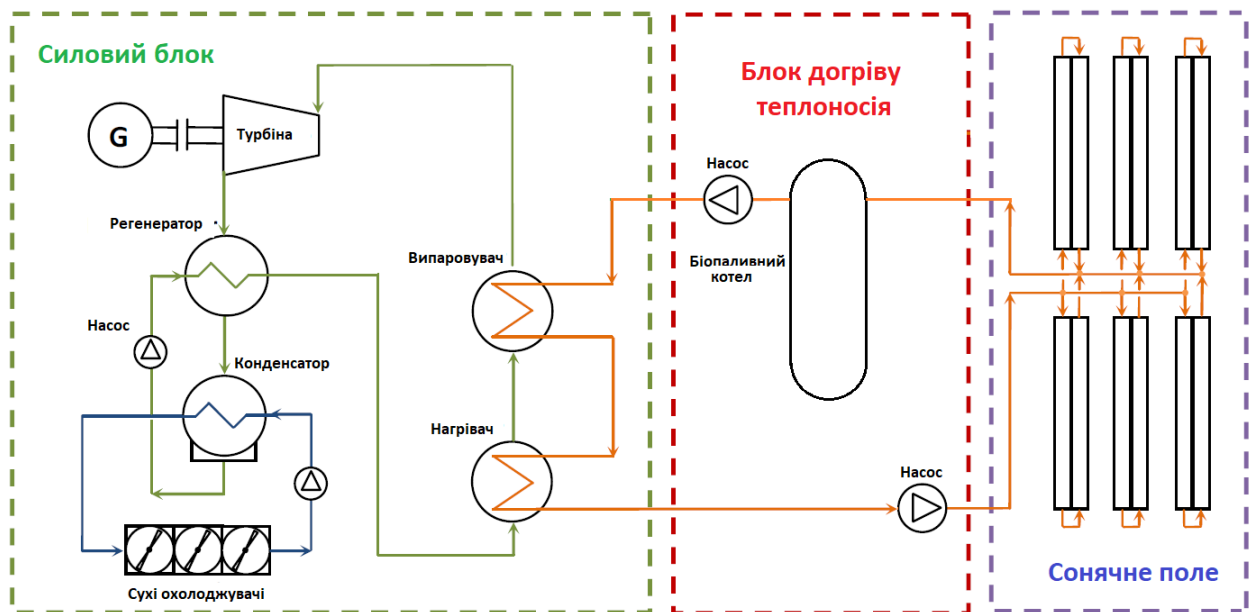 Силовий блок
Блок догріву
теплоносія
G
Турбіна
Насос
Регенератор
Випаровувач
Біопаливний
котел
Насос
Конденсатор
Нагрівач
Насос
Сухі охолоджувачі
Сонячне поле